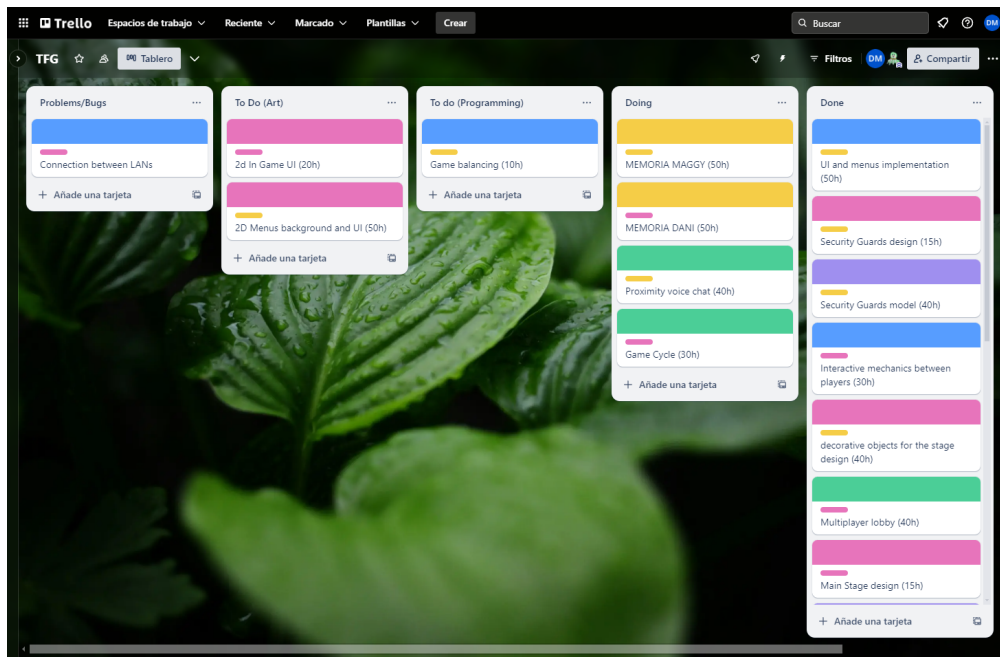 Trello
Espacios de trabajo
Reciente
Marcado
Plantillas
Crear
Buscar
DM
TFG
Tablero
Filtros
DM
Compartir
Problems/Bugs
Connection between LANs
+ Añade una tarjeta
To Do (Art)
2d In Game UI (20h)
2D Menus background and UI (50h)
+ Añade una tarjeta
To do (Programming)
Game balancing (10h)
+ Añade una tarjeta
Doing
MEMORIA MAGGY (50h)
MEMORIA DANI (50h)
Proximity voice chat (40h)
Game Cycle (30h)
+ Añade una tarjeta
Done
UI and menus implementation
(50h)
Security Guards design (15h)
Security Guards model (40h)
Interactive mechanics between
players (30h)
decorative objects for the stage
design (40h)
Multiplayer lobby (40h)
Main Stage design (15h)
+ Añade una tarjeta